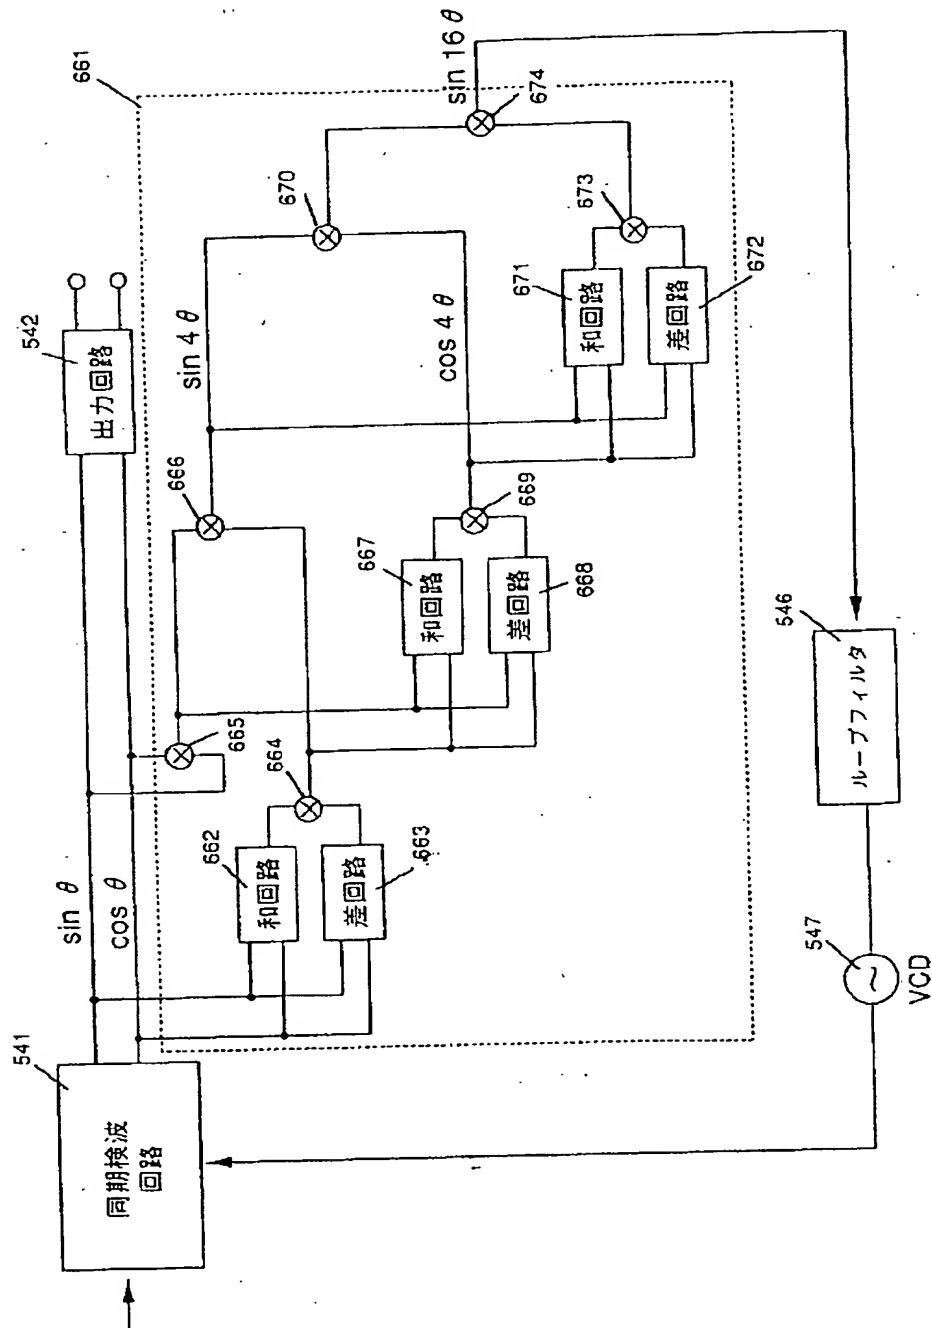 541
同期検波
回路
sin θ
cos θ
542
出力回路
661
662
和回路
差回路
663
664
665
666
667
和回路
差回路
668
669
sin 4θ
cos 4θ
670
671
和回路
差回路
672
673
674
sin 16θ
546
ループフィルタ
547
VCD